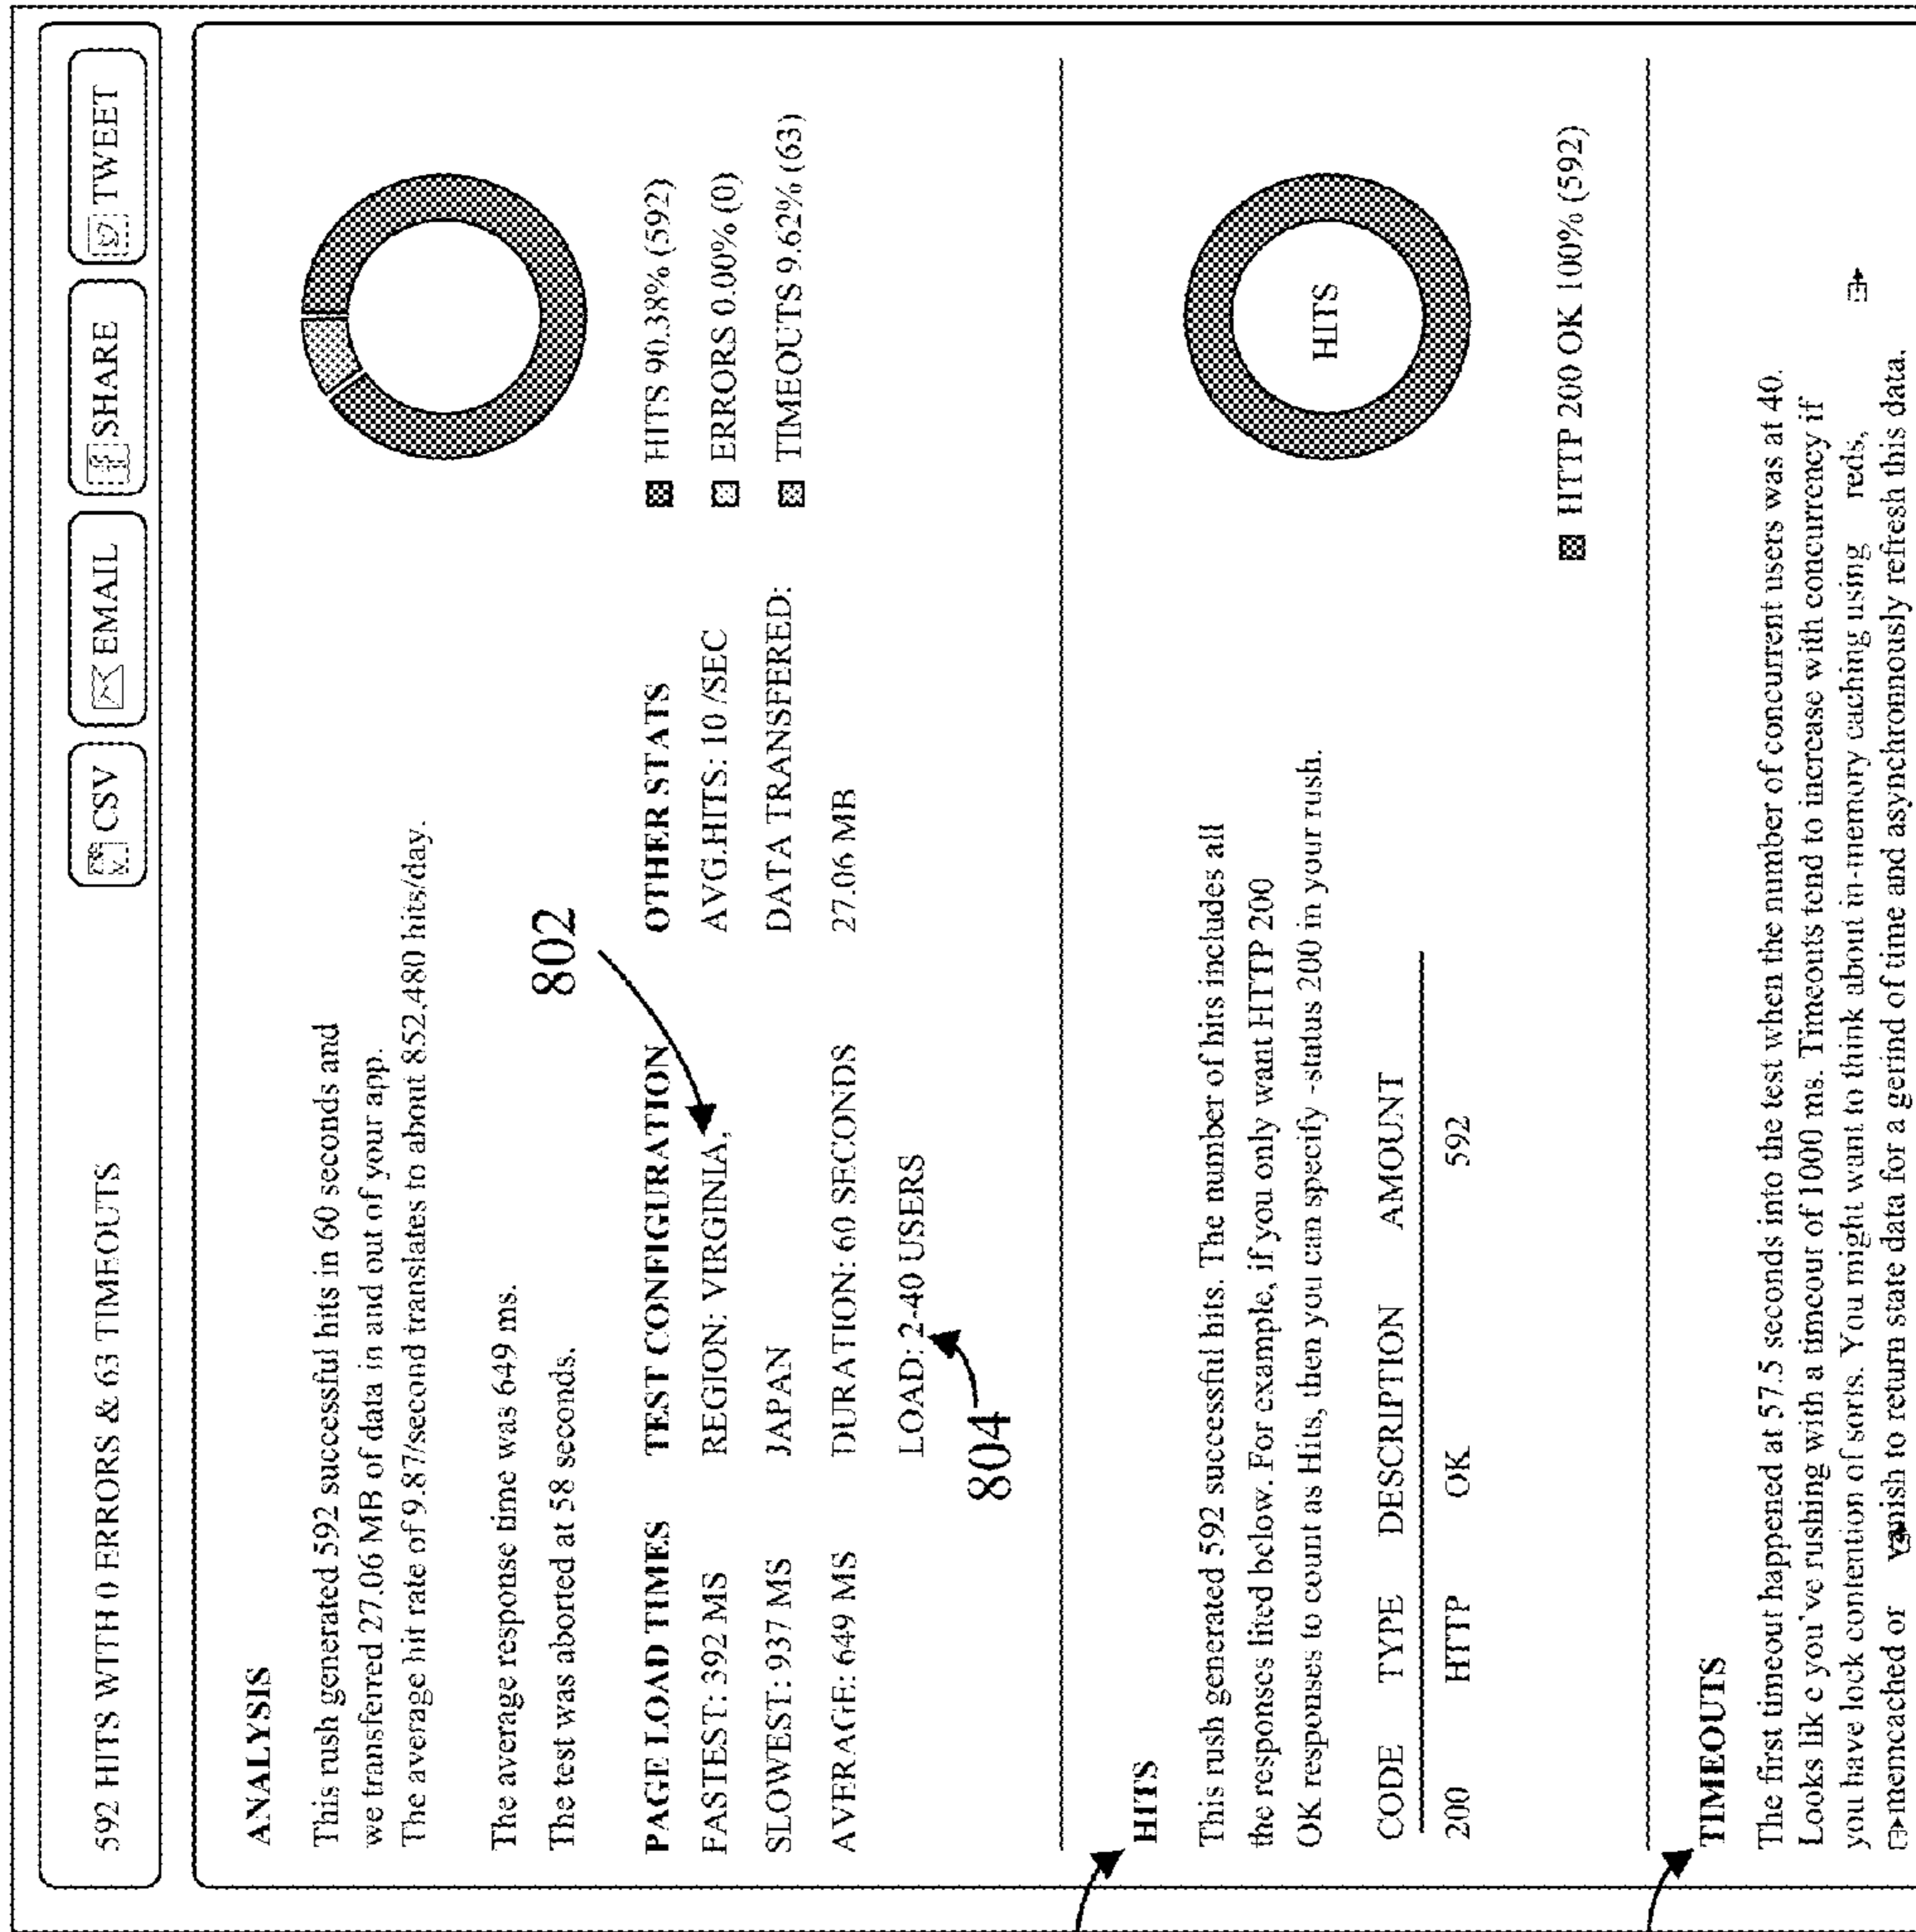 592 HITS WITH 0 ERRORS & 63 TIMEOUTS
CSV
EMAIL
SHARE
TWEET
ANALYSIS
This rush generated 592 successful hits in 60 seconds and
we transferred 27.06 MB of data in and out of your app.
The average hit rate of 9.87/second translates to about 852,480 hits/day.
The average response time was 649 ms.
The test was aborted at 58 seconds.
802
PAGE LOAD TIMES TEST CONFIGURATION OTHER STATS
FASTEST: 392 MS REGION: VIRGINIA, AVG.HITS: 10 /SEC
SLOWEST: 937 MS JAPAN DATA TRANSFERED:
AVERAGE: 649 MS DURATION: 60 SECONDS 27.06 MB
LOAD: 2-40 USERS
804
HITS 90.38% (592)
ERRORS 0.00% (0)
TIMEOUTS 9.62% (63)
HITS
This rush generated 592 successful hits. The number of hits includes all
the responses lited below. For example, if you only want HTTP 200
OK responses to count as Hits, then you can specify -status 200 in your rush.
CODE TYPE DESCRIPTION AMOUNT
200 HTTP OK 592
HITS
HTTP 200 OK 100% (592)
TIMEOUTS
The first timeout happened at 57.5 seconds into the test when the number of concurrent users was at 40.
Looks lik e you've rushing with a timeout of 1000 ms. Timeouts tend to increase with concurrency if
you have lock contention of sorts. You might want to think about in-memory caching using reds,
memcached or vanish to return state data for a gerind of time and asynchronously refresh this data.